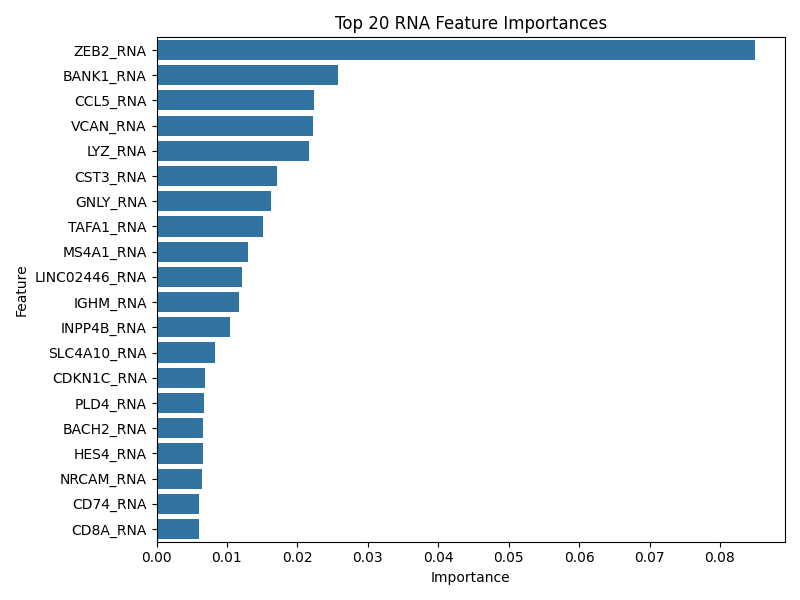 Top 20 RNA Feature Importances
ZEB2_RNA
BANK1_RNA
CCL5_RNA
VCAN_RNA
LYZ_RNA
CST3_RNA
GNLY_RNA
TAFA1_RNA
MS4A1_RNA
LINC02446_RNA
IGHM_RNA
INPP4B_RNA
SLC4A10_RNA
CDKN1C_RNA
PLD4_RNA
BACH2_RNA
HES4_RNA
NRCAM_RNA
CD74_RNA
CD8A_RNA
Feature
0.00 0.01 0.02 0.03 0.04 0.05 0.06 0.07 0.08
Importance